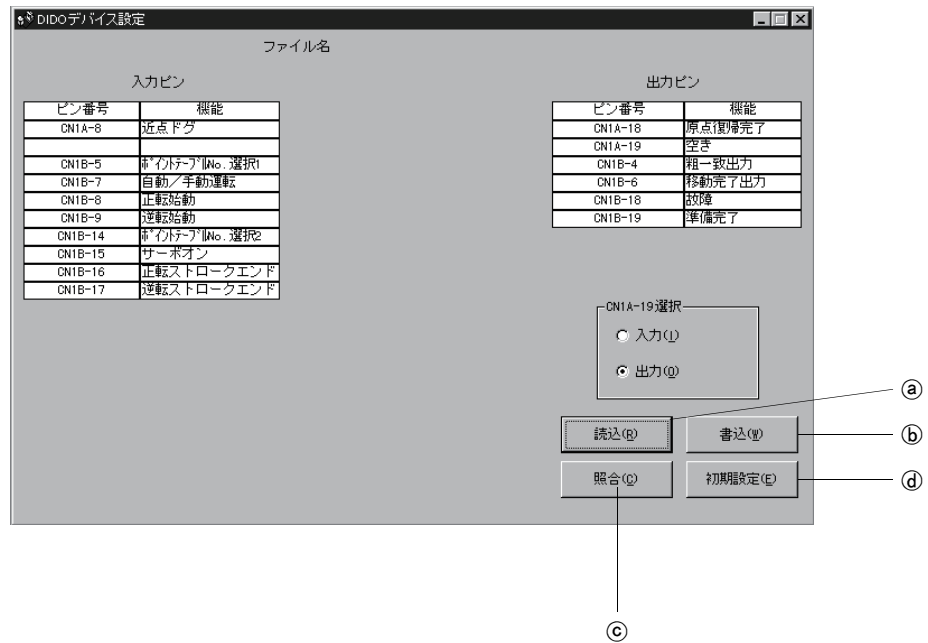 DIDOデバイス設定
ファイル名
入力ピン
ピン番号 機能
CN1A-8 近点ドグ
CN1B-5 ﾎﾟｲﾝﾄﾃｰﾌﾞﾙNo.選択1
CN1B-7 自動／手動運転
CN1B-8 正転始動
CN1B-9 逆転始動
CN1B-14 ﾎﾟｲﾝﾄﾃｰﾌﾞﾙNo.選択2
CN1B-15 サーボオン
CN1B-16 正転ストロークエンド
CN1B-17 逆転ストロークエンド
出力ピン
ピン番号 機能
CN1A-18 原点復帰完了
CN1A-19 空き
CN1B-4 粗一致出力
CN1B-6 移動完了出力
CN1B-18 故障
CN1B-19 準備完了
CN1A-19選択
入力(I)
出力(O)
読込(R) 書込(W)
照合(C) 初期設定(E)
ⓐ
ⓑ
ⓓ
ⓒ